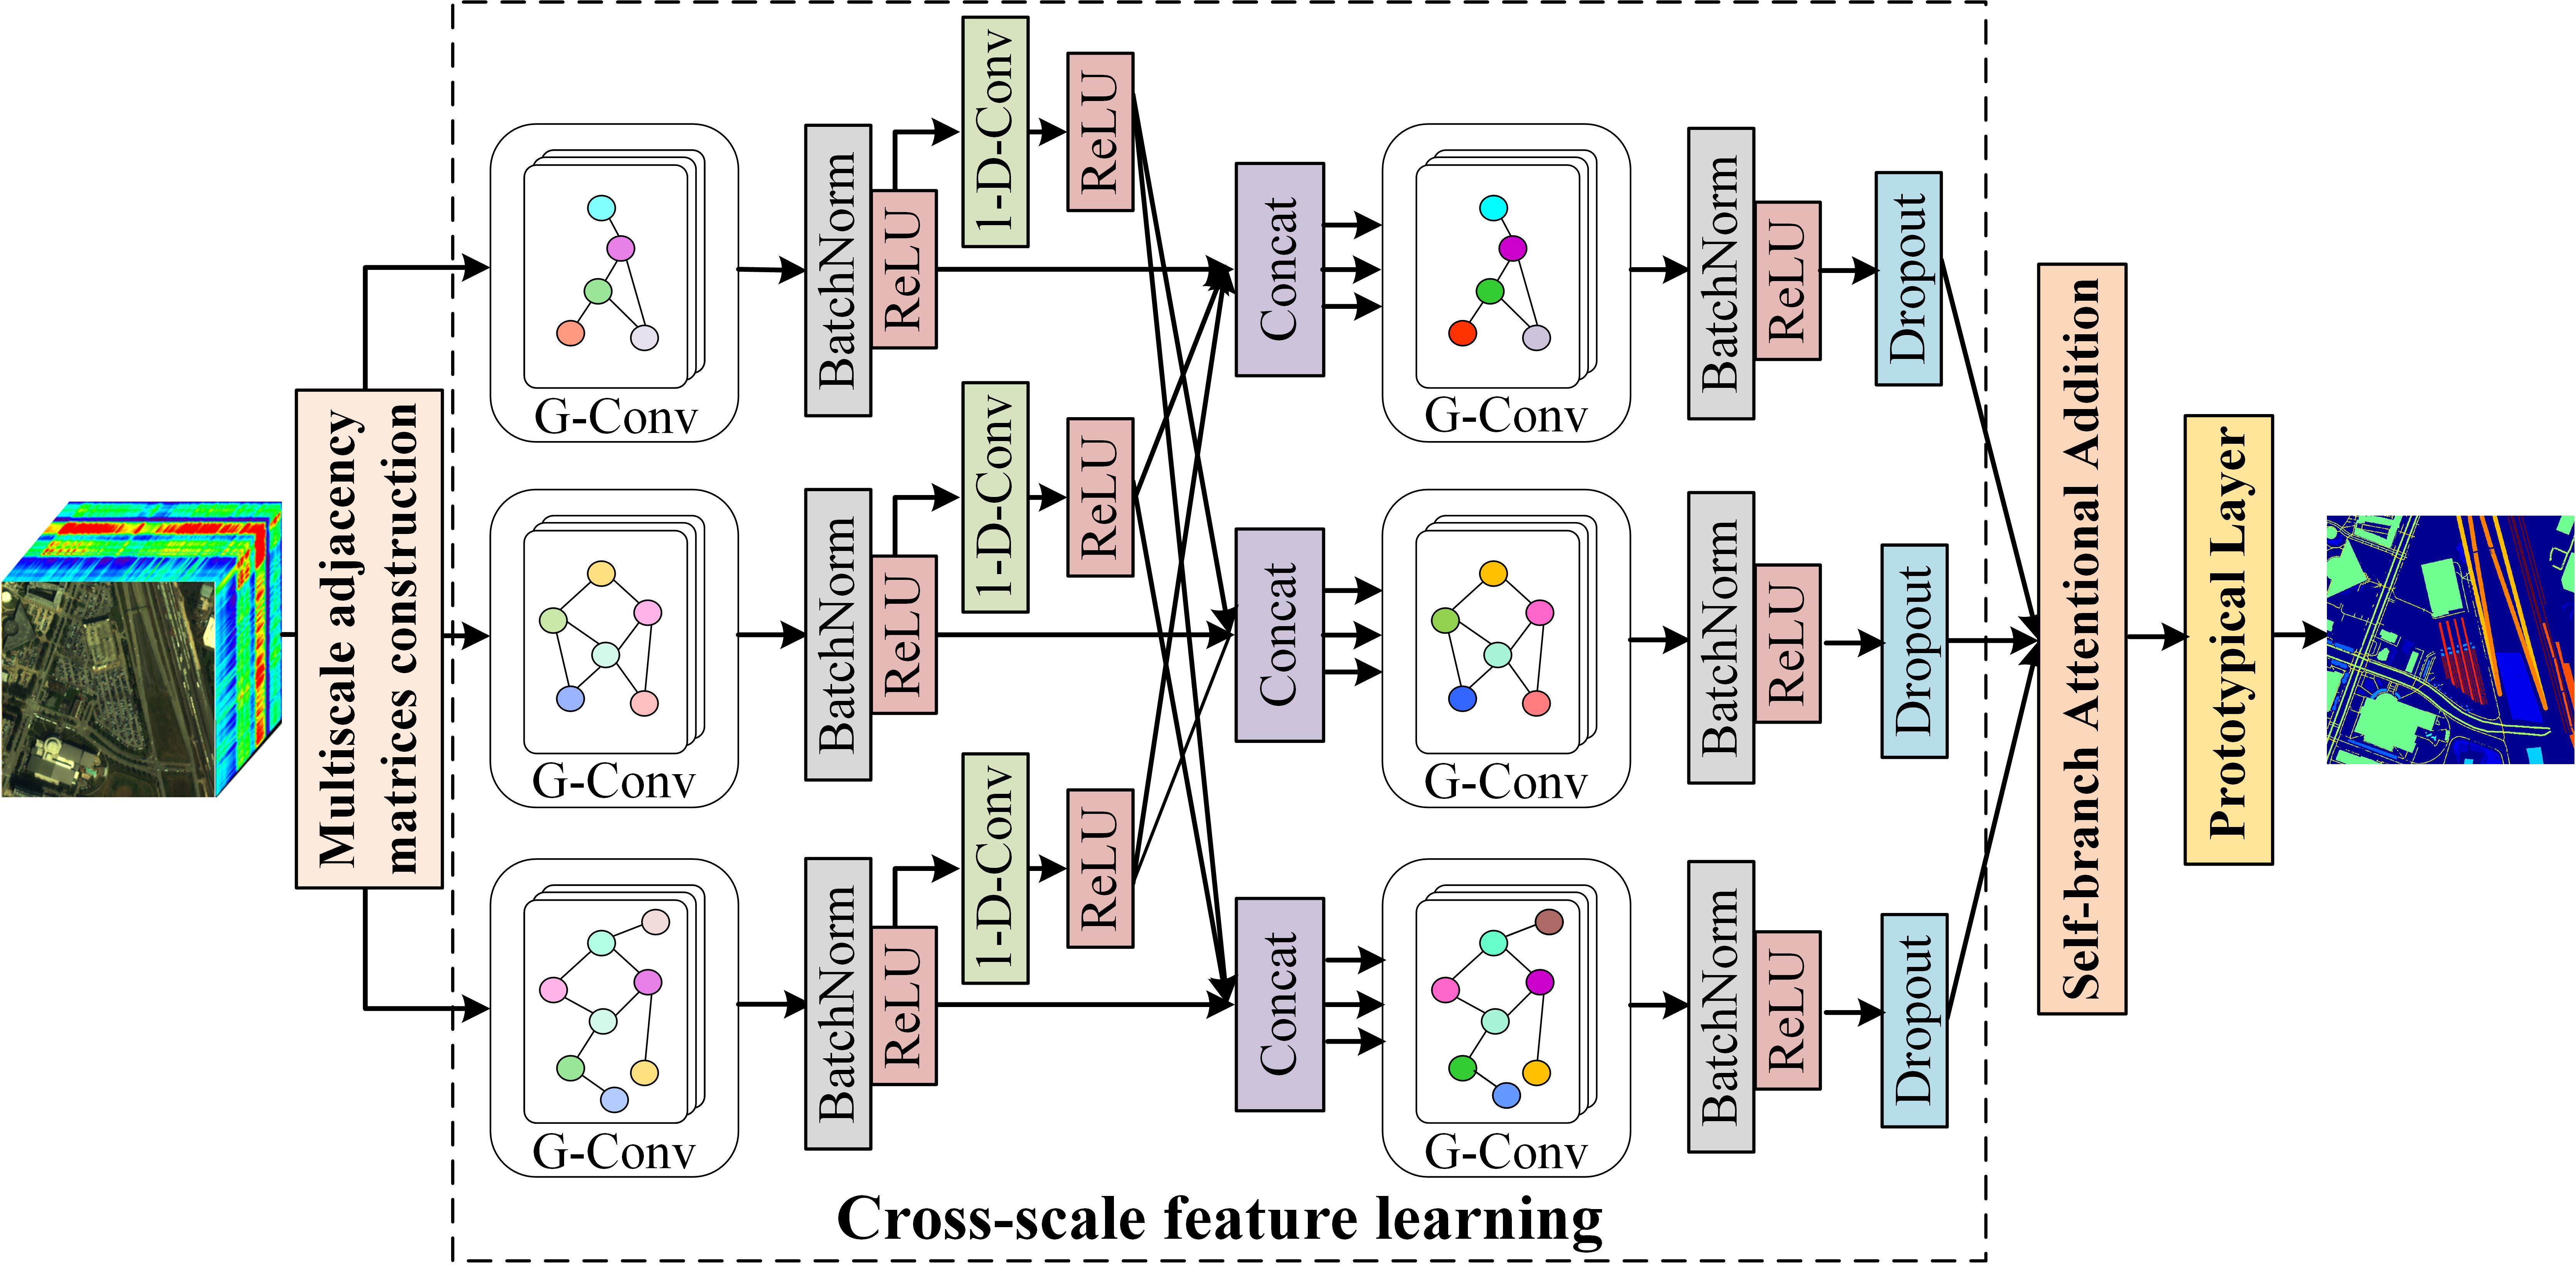 Multiscale adjacency
matrices construction
G-Conv
BatchNorm
ReLU
1-D-Conv
ReLU
Concat
G-Conv
BatchNorm
ReLU
Dropout
G-Conv
BatchNorm
ReLU
1-D-Conv
ReLU
Concat
G-Conv
BatchNorm
ReLU
Dropout
G-Conv
BatchNorm
ReLU
1-D-Conv
ReLU
Concat
G-Conv
BatchNorm
ReLU
Dropout
Self-branch Attentional Addition
Prototypical Layer
Cross-scale feature learning